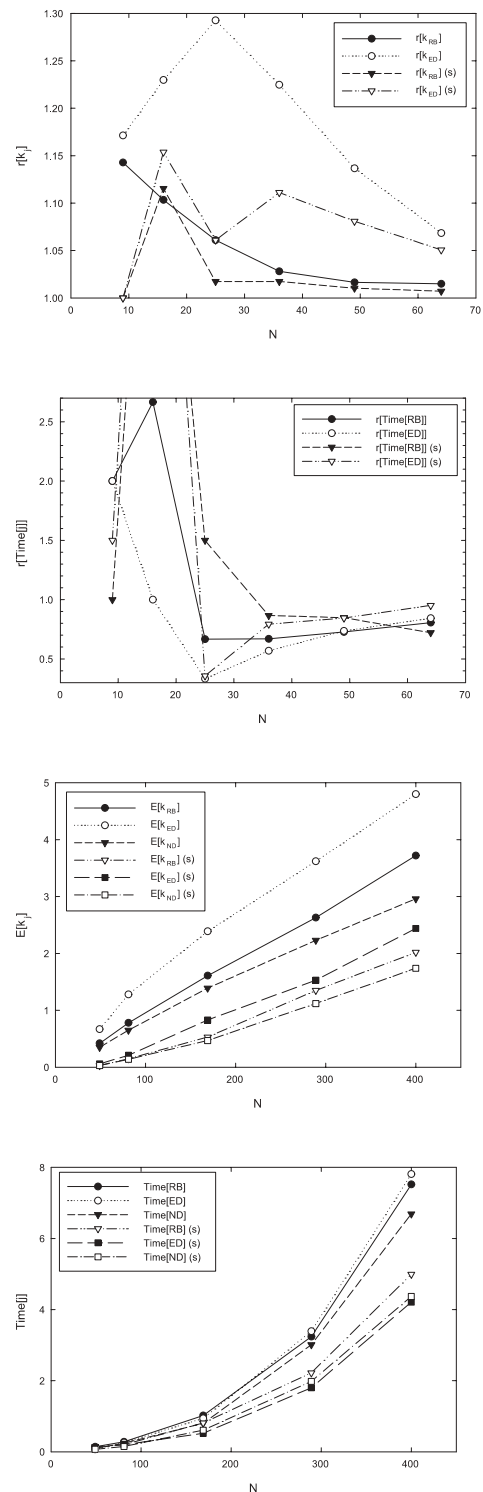 1.30
1.25
1.20
1.15
1.10
1.05
1.00
r[k_j]
r[k_RB]
r[k_ED]
r[k_RB] (s)
r[k_ED] (s)
0 10 20 30 40 50 60 70
N
2.5
2.0
1.5
1.0
0.5
r[Time[j]]
r[Time[RB]]
r[Time[ED]]
r[Time[RB]] (s)
r[Time[ED]] (s)
0 10 20 30 40 50 60 70
N
5
4
3
2
1
0
E[k_j]
E[k_RB]
E[k_ED]
E[k_ND]
E[k_RB] (s)
E[k_ED] (s)
E[k_ND] (s)
0 100 200 300 400
N
8
6
4
2
0
Time[j]
Time[RB]
Time[ED]
Time[ND]
Time[RB] (s)
Time[ED] (s)
Time[ND] (s)
0 100 200 300 400
N